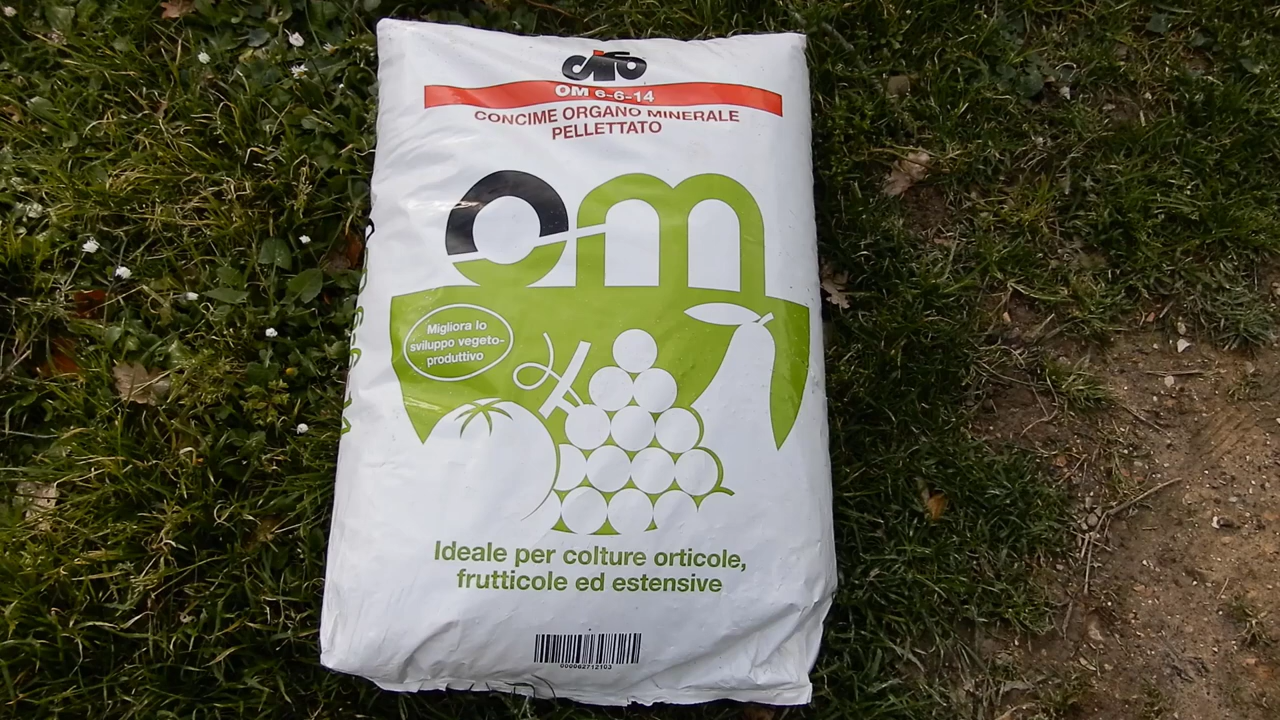 cifo
OM 6-6-14
CONCIME ORGANO MINERALE
PELLETTATO
om
Migliora lo
sviluppo vegeto-
produttivo
Ideale per colture orticole,
frutticole ed estensive
000062712103